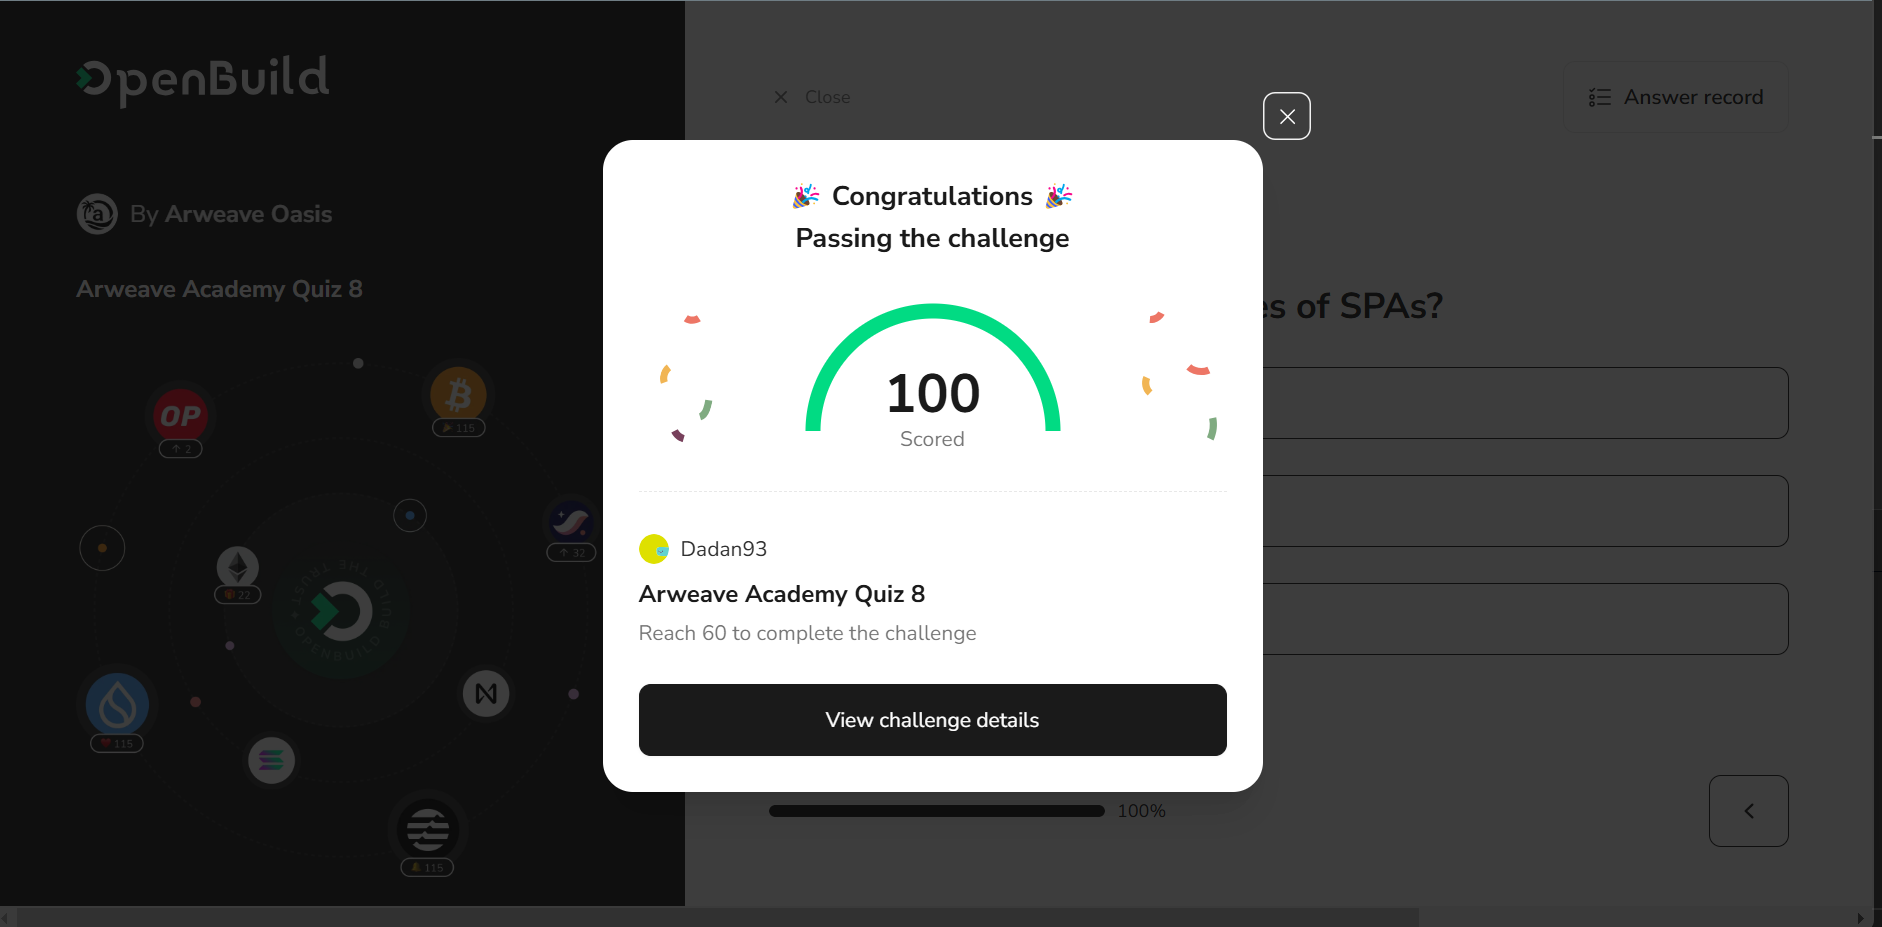 OpenBuild
By Arweave Oasis
Arweave Academy Quiz 8
OP
2
115
32
22
115
115
OPENBUILD
BUILD THE TRUST
Close
Answer record
es of SPAs?
100%
Congratulations
Passing the challenge
100
Scored
Dadan93
Arweave Academy Quiz 8
Reach 60 to complete the challenge
View challenge details